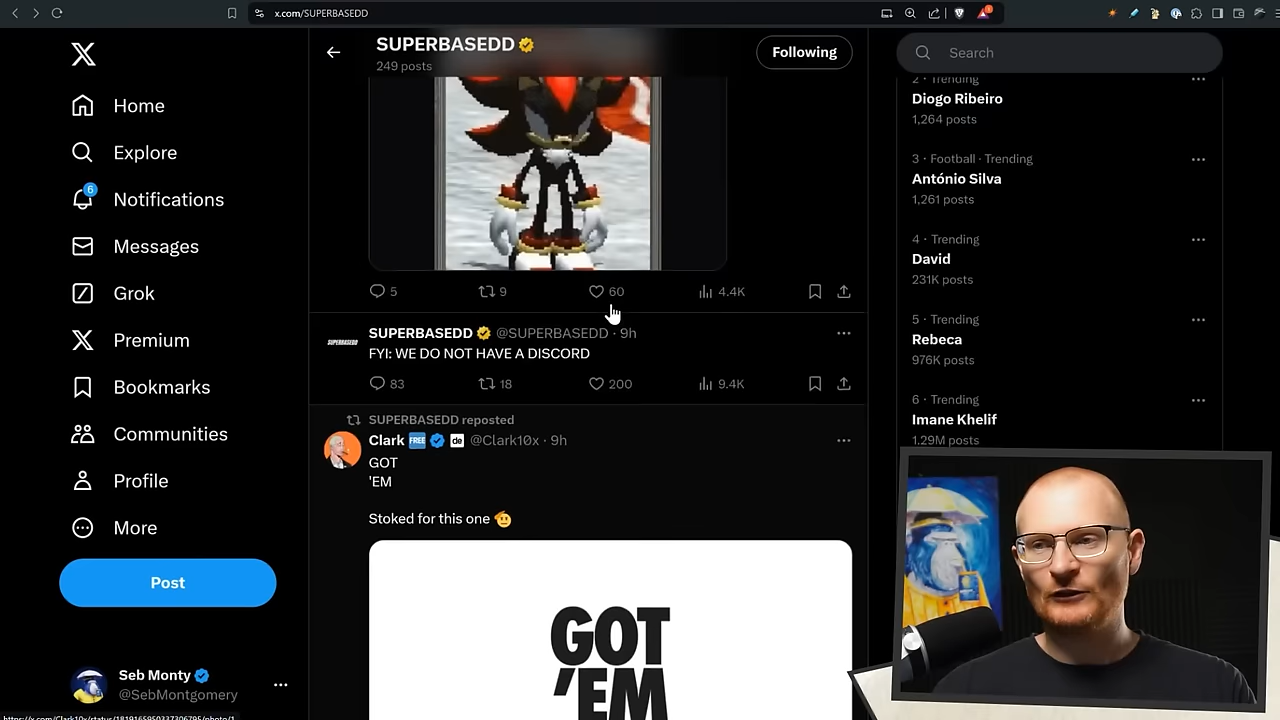 x.com/SUPERBASEDD
Home
Explore
6
Notifications
Messages
Grok
Premium
Bookmarks
Communities
Profile
More
Post
Seb Monty
@SebMontgomery
SUPERBASEDD
249 posts
Following
5 9 60 4.4K
SUPERBASEDD @SUPERBASEDD · 9h
FYI: WE DO NOT HAVE A DISCORD
83 18 200 9.4K
SUPERBASEDD reposted
Clark FREE de @Clark10x · 9h
GOT
'EM
Stoked for this one
GOT
'EM
Search
2 · Trending
Diogo Ribeiro
1,264 posts
3 · Football · Trending
António Silva
1,261 posts
4 · Trending
David
231K posts
5 · Trending
Rebeca
976K posts
6 · Trending
Imane Khelif
1.29M posts